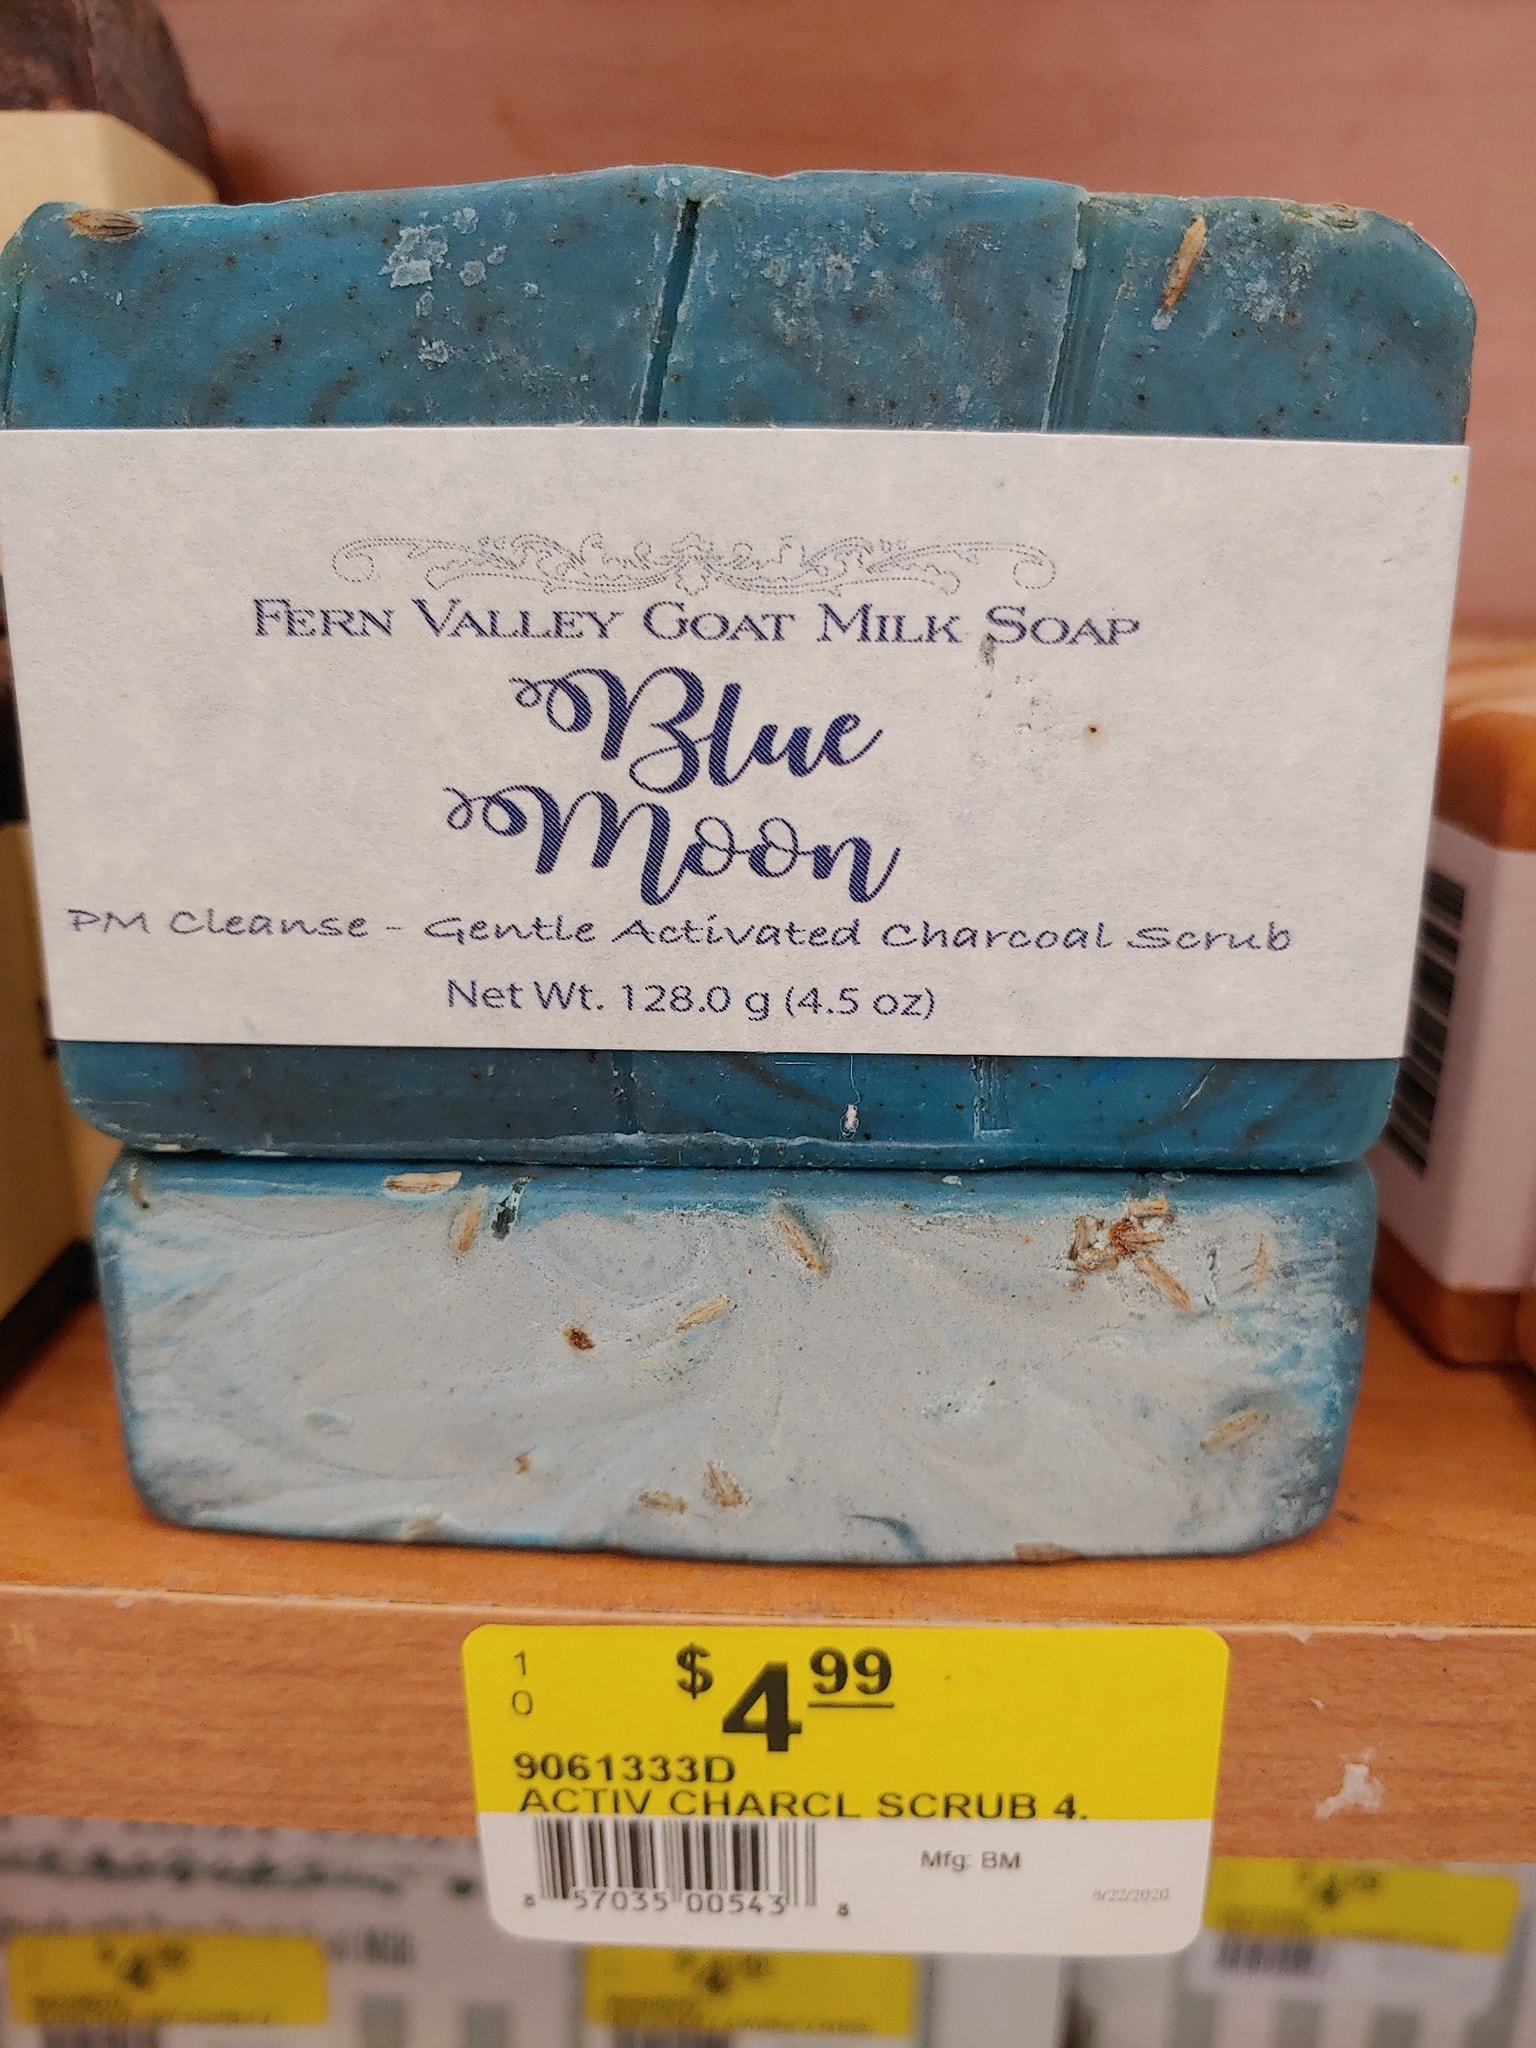 FERN VALLEY GOAT MILK SOAP
Blue
Moon
PM Cleanse - Gentle Activated Charcoal Scrub
Net Wt. 128.0 g (4.5 oz)
1
0
$4 99
9061333D
ACTIV CHARCL SCRUB 4.
Mfg: BM
8 57035 00543 8